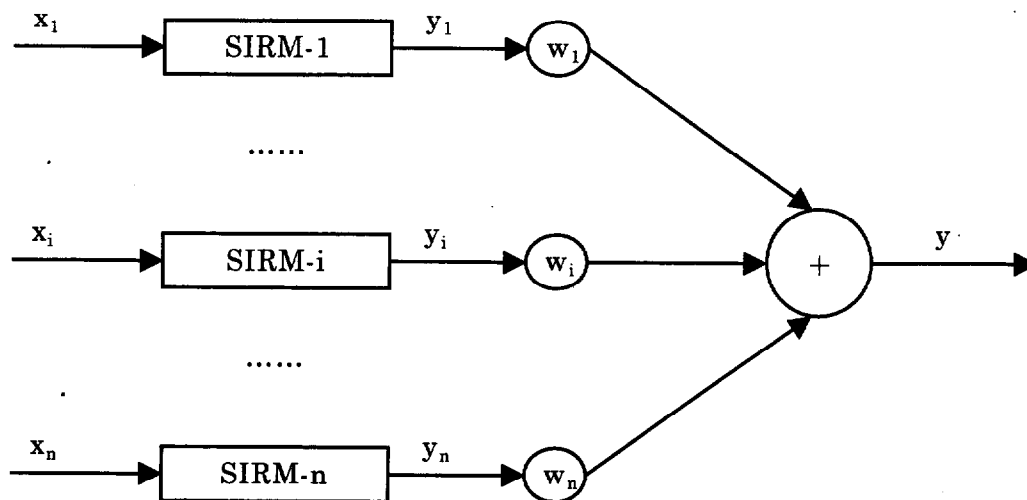 x₁ SIRM-1 y₁ w₁
......
xᵢ SIRM-i yᵢ wᵢ + y
......
xₙ SIRM-n yₙ wₙ